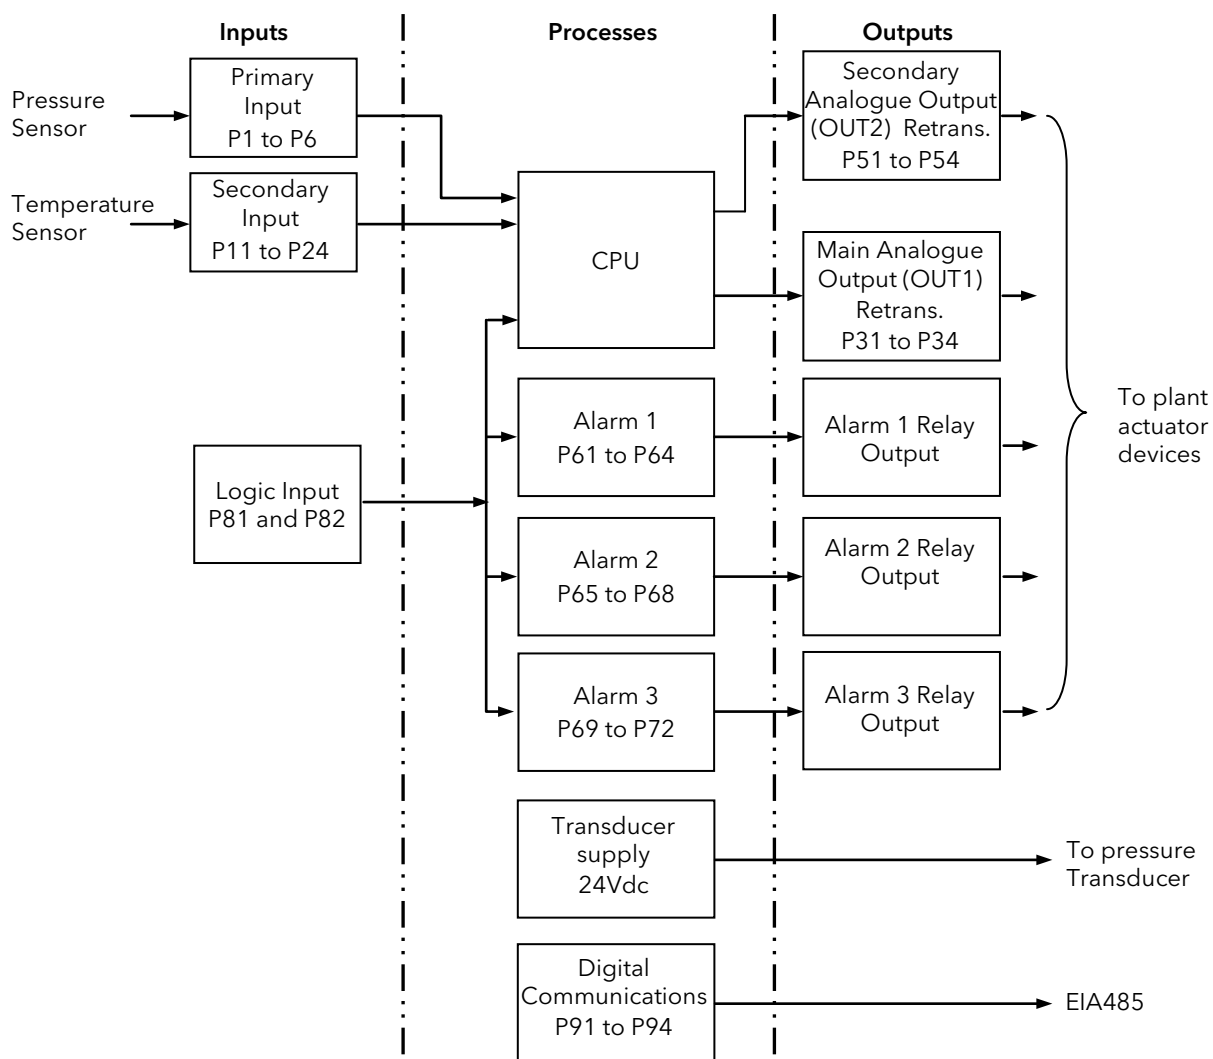 Inputs
Processes
Outputs
Pressure
Sensor
Primary
Input
P1 to P6
Secondary
Analogue Output
(OUT2) Retrans.
P51 to P54
Temperature
Sensor
Secondary
Input
P11 to P24
CPU
Main Analogue
Output (OUT1)
Retrans.
P31 to P34
To plant
actuator
devices
Logic Input
P81 and P82
Alarm 1
P61 to P64
Alarm 1 Relay
Output
Alarm 2
P65 to P68
Alarm 2 Relay
Output
Alarm 3
P69 to P72
Alarm 3 Relay
Output
Transducer
supply
24Vdc
To pressure
Transducer
Digital
Communications
P91 to P94
EIA485